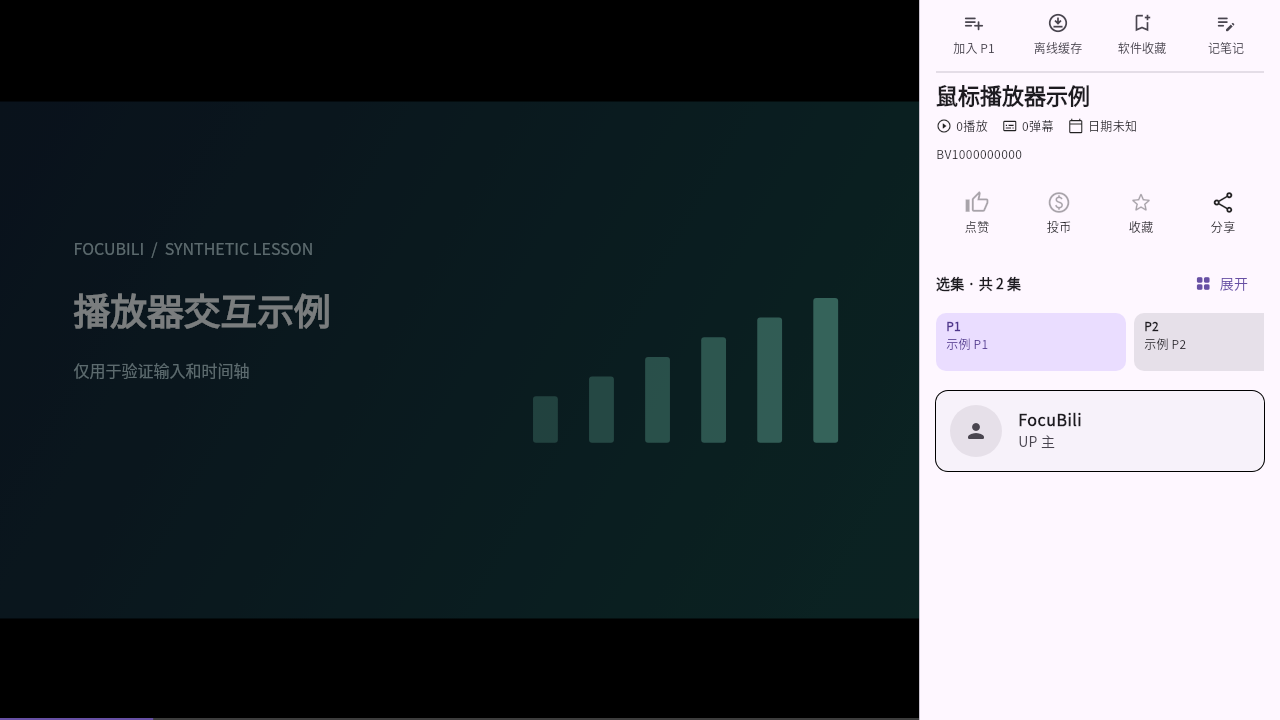 FOCUBILI / SYNTHETIC LESSON
播放器交互示例
仅用于验证输入和时间轴
加入 P1
离线缓存
软件收藏
记笔记
鼠标播放器示例
0播放
0弹幕
日期未知
BV1000000000
点赞
投币
收藏
分享
选集 · 共 2 集
展开
P1
示例 P1
P2
示例 P2
FocuBili
UP 主